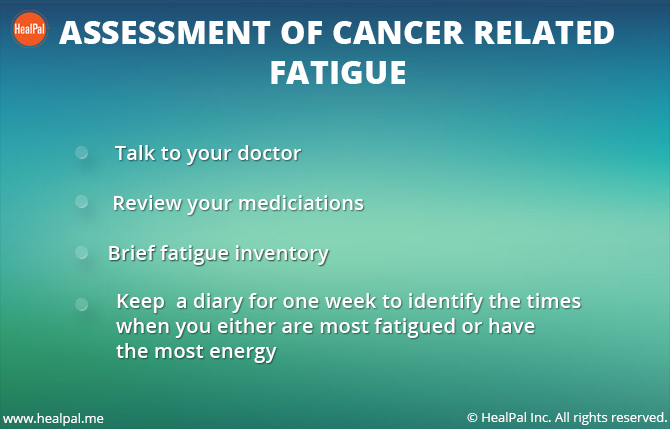 HealPal
ASSESSMENT OF CANCER RELATED
FATIGUE
Talk to your doctor
Review your mediciations
Brief fatigue inventory
Keep  a diary for one week to identify the times
when you either are most fatigued or have
the most energy
www.healpal.me
© HealPal Inc. All rights reserved.